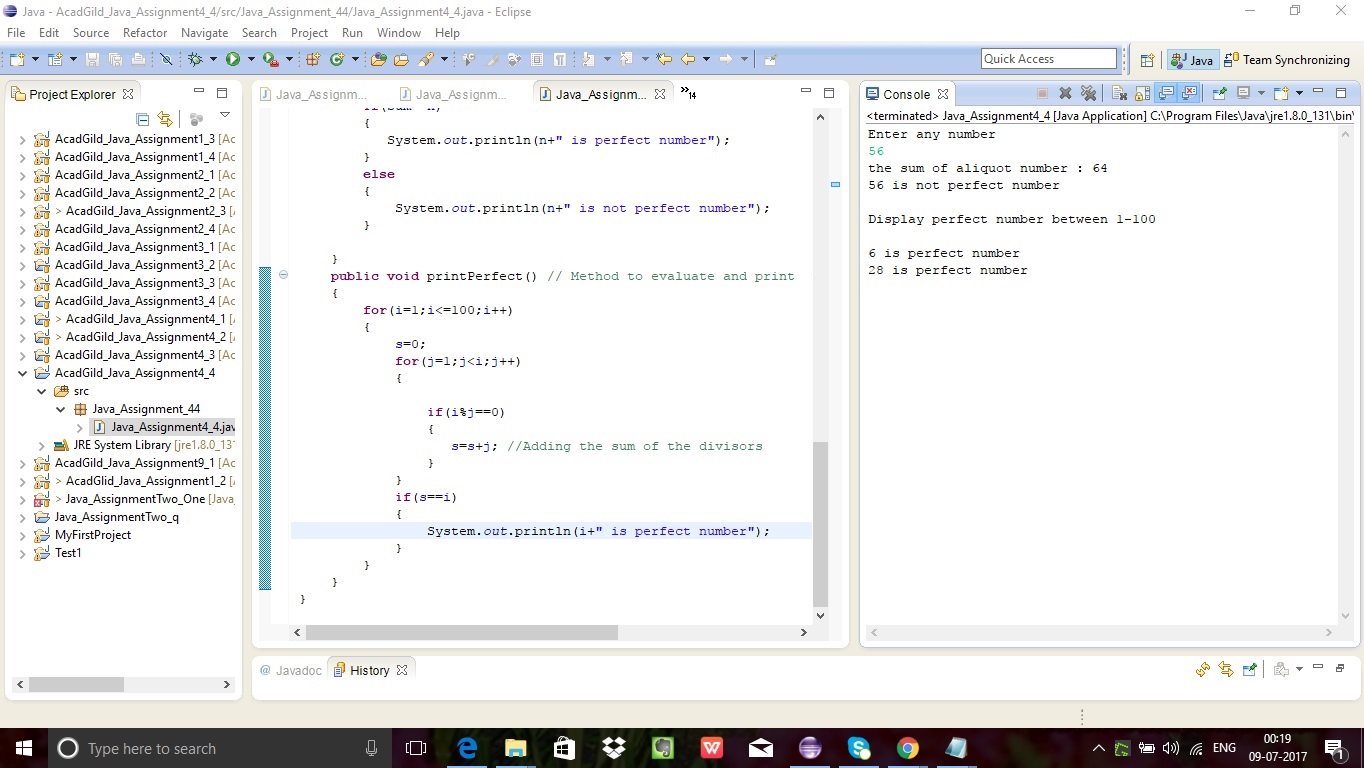 Java - AcadGild_Java_Assignment4_4/src/Java_Assignment_44/Java_Assignment4_4.java - Eclipse
File Edit Source Refactor Navigate Search Project Run Window Help
Quick Access
Java
Team Synchronizing
Project Explorer
AcadGild_Java_Assignment1_3 [Ac
AcadGild_Java_Assignment1_4 [Ac
AcadGild_Java_Assignment2_1 [Ac
AcadGild_Java_Assignment2_2 [Ac
> AcadGild_Java_Assignment2_3 [
AcadGild_Java_Assignment2_4 [Ac
AcadGild_Java_Assignment3_1 [Ac
AcadGild_Java_Assignment3_2 [Ac
AcadGild_Java_Assignment3_3 [Ac
AcadGild_Java_Assignment3_4 [Ac
> AcadGild_Java_Assignment4_1 [
> AcadGild_Java_Assignment4_2 [
AcadGild_Java_Assignment4_3 [Ac
AcadGild_Java_Assignment4_4
src
Java_Assignment_44
Java_Assignment4_4.jav
JRE System Library [jre1.8.0_131
AcadGild_Java_Assignment9_1 [Ac
> AcadGlid_Java_Assignment1_2 [
> Java_AssignmentTwo_One [Java_
Java_AssignmentTwo_q
MyFirstProject
Test1
Java_Assignm... Java_Assignm... Java_Assignm... »14
{
System.out.println(n+" is perfect number");
}
else
{
System.out.println(n+" is not perfect number");
}
}
public void printPerfect() // Method to evaluate and print
{
for(i=1;i<=100;i++)
{
s=0;
for(j=1;j<i;j++)
{
if(i%j==0)
{
s=s+j; //Adding the sum of the divisors
}
}
if(s==i)
{
System.out.println(i+" is perfect number");
}
}
}
}
Console
<terminated> Java_Assignment4_4 [Java Application] C:\Program Files\Java\jre1.8.0_131\bin\
Enter any number
56
the sum of aliquot number : 64
56 is not perfect number
Display perfect number between 1-100
6 is perfect number
28 is perfect number
@ Javadoc History
Type here to search
ENG
00:19
09-07-2017
1